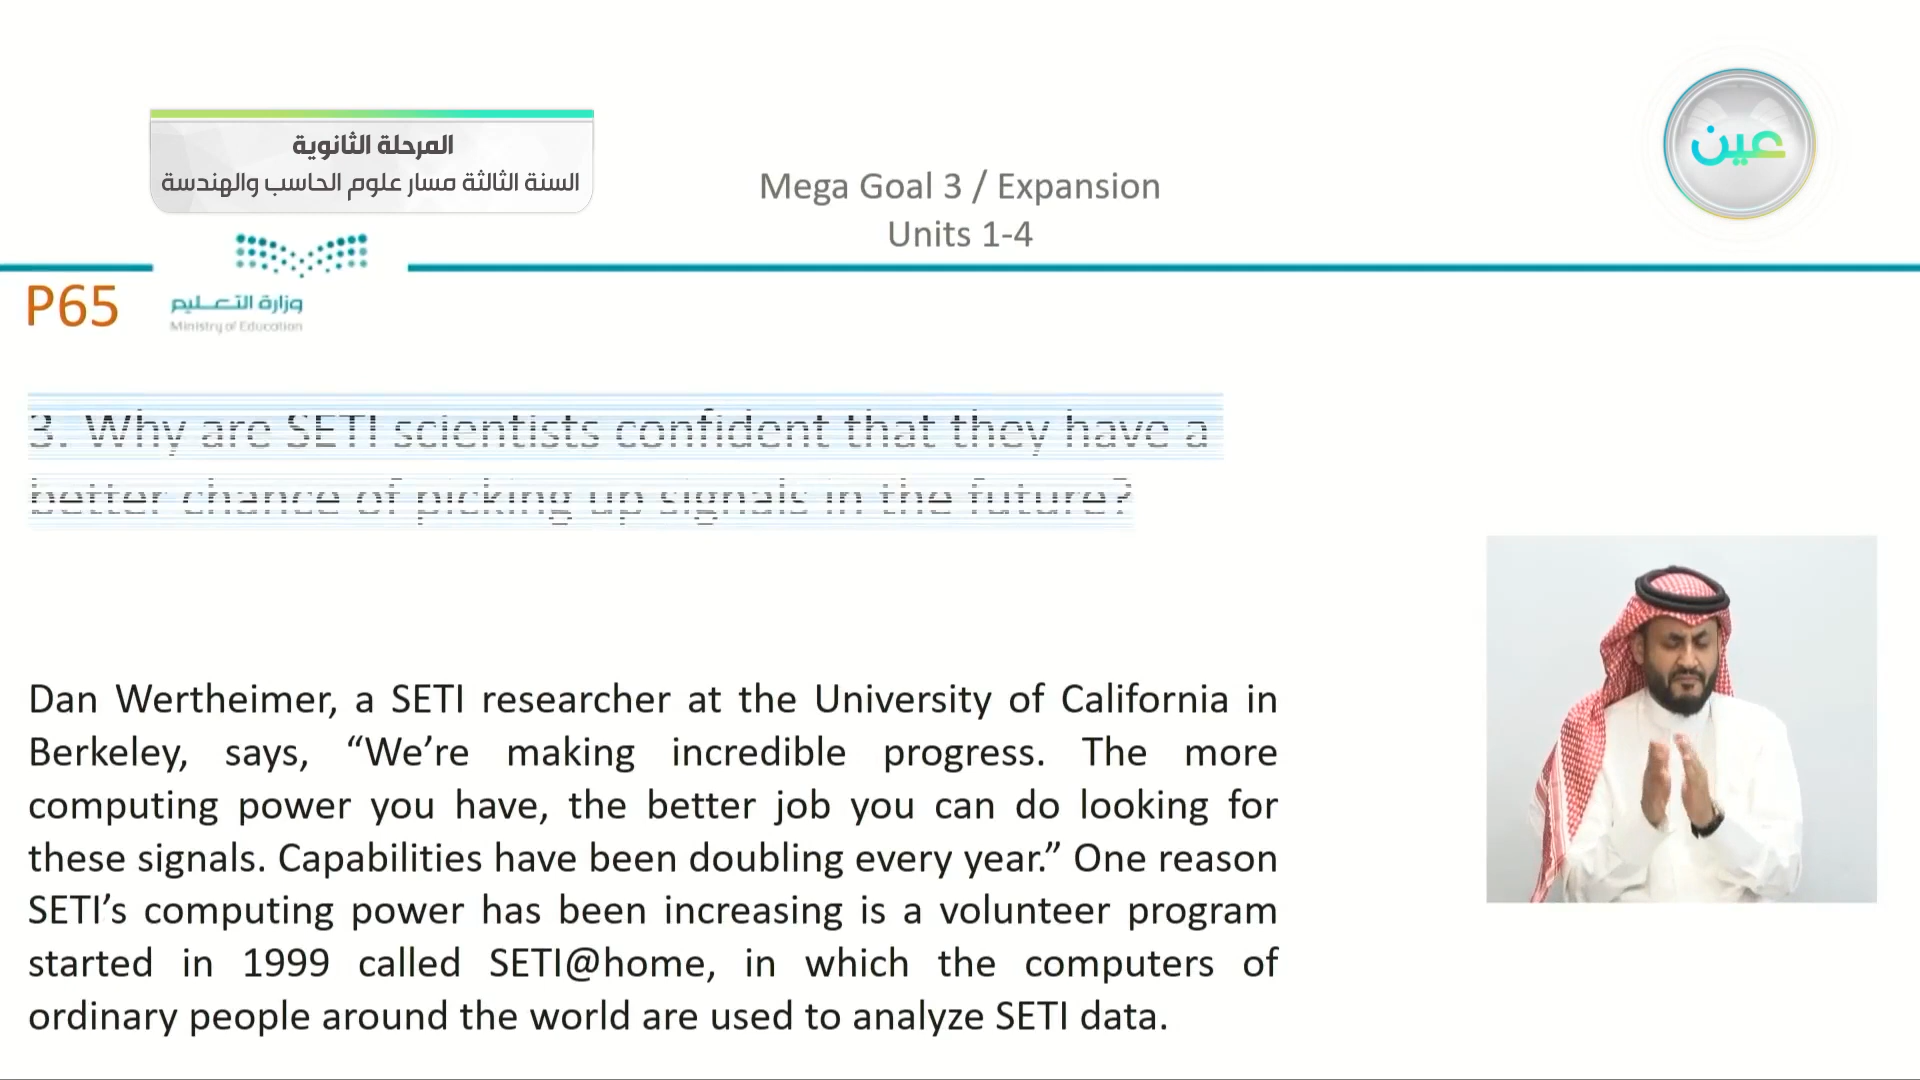 المرحلة الثانوية
السنة الثالثة مسار علوم الحاسب والهندسة
عين
Mega Goal 3 / Expansion
Units 1-4
وزارة التعليم
Ministry of Education
P65
3. Why are SETI scientists confident that they have a
better chance of picking up signals in the future?
Dan Wertheimer, a SETI researcher at the University of California in
Berkeley, says, “We’re making incredible progress. The more
computing power you have, the better job you can do looking for
these signals. Capabilities have been doubling every year.” One reason
SETI’s computing power has been increasing is a volunteer program
started in 1999 called SETI@home, in which the computers of
ordinary people around the world are used to analyze SETI data.